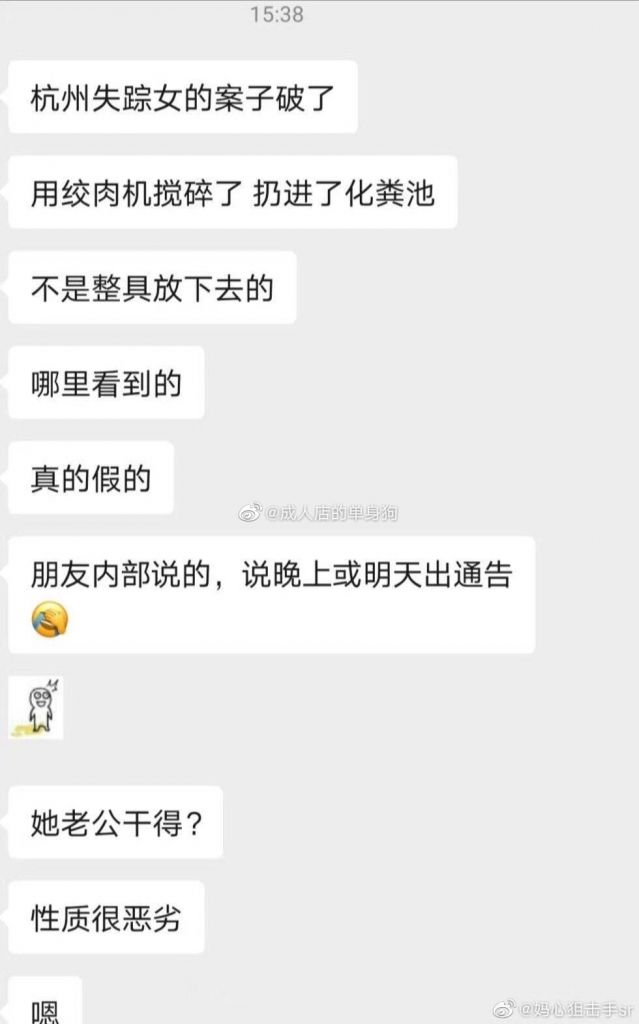 15:38
杭州失踪女的案子破了
用绞肉机搅碎了 扔进了化粪池
不是整具放下去的
哪里看到的
真的假的
@成人店的单身狗
朋友内部说的，说晚上或明天出通告
她老公干得？
性质很恶劣
嗯
@妈心狙击手sr